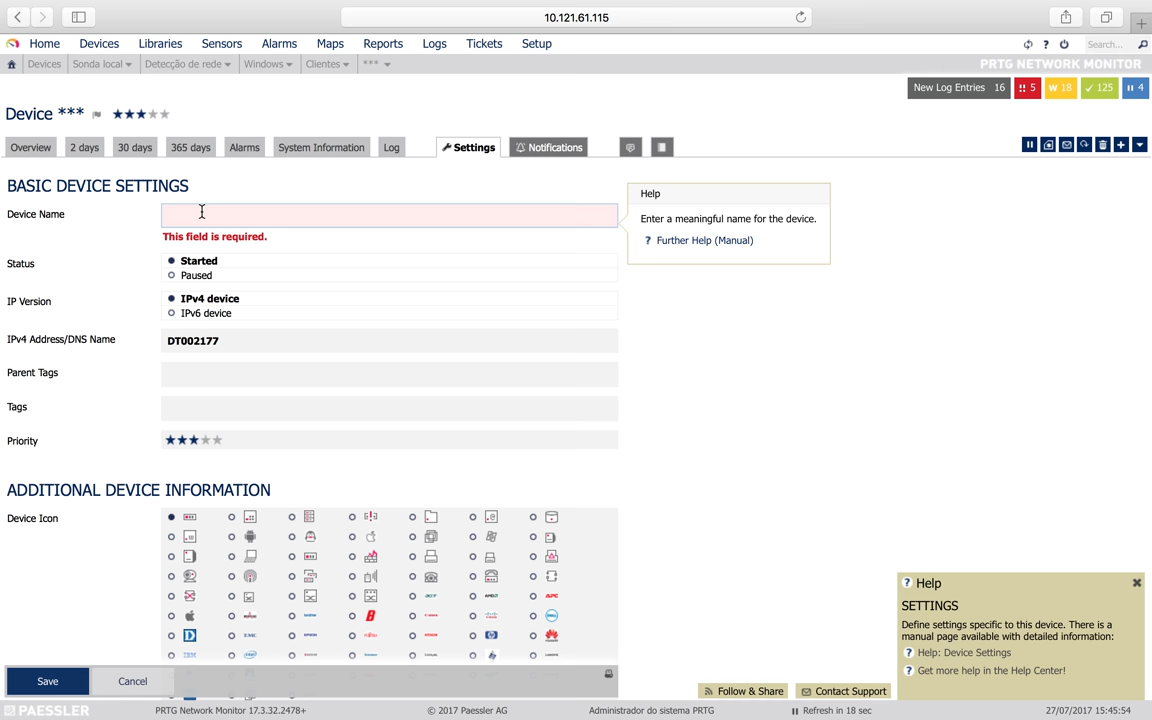 10.121.61.115
Home Devices Libraries Sensors Alarms Maps Reports Logs Tickets Setup Search...
Devices Sonda local Detecção de rede Windows Clientes *** PRTG NETWORK MONITOR
New Log Entries 16 !! 5 W 18 125 4
Device ***
Overview 2 days 30 days 365 days Alarms System Information Log Settings Notifications
BASIC DEVICE SETTINGS
Device Name
This field is required.
Help
Enter a meaningful name for the device.
? Further Help (Manual)
Status
Started
Paused
IP Version
IPv4 device
IPv6 device
IPv4 Address/DNS Name DT002177
Parent Tags
Tags
Priority
ADDITIONAL DEVICE INFORMATION
Device Icon
acer AMD APC
EMC EPSON
IBM
? Help
SETTINGS
Define settings specific to this device. There is a
manual page available with detailed information:
? Help: Device Settings
? Get more help in the Help Center!
Save Cancel
Follow & Share Contact Support
PAESSLER PRTG Network Monitor 17.3.32.2478+ © 2017 Paessler AG Administrador do sistema PRTG Refresh in 18 sec 27/07/2017 15:45:54